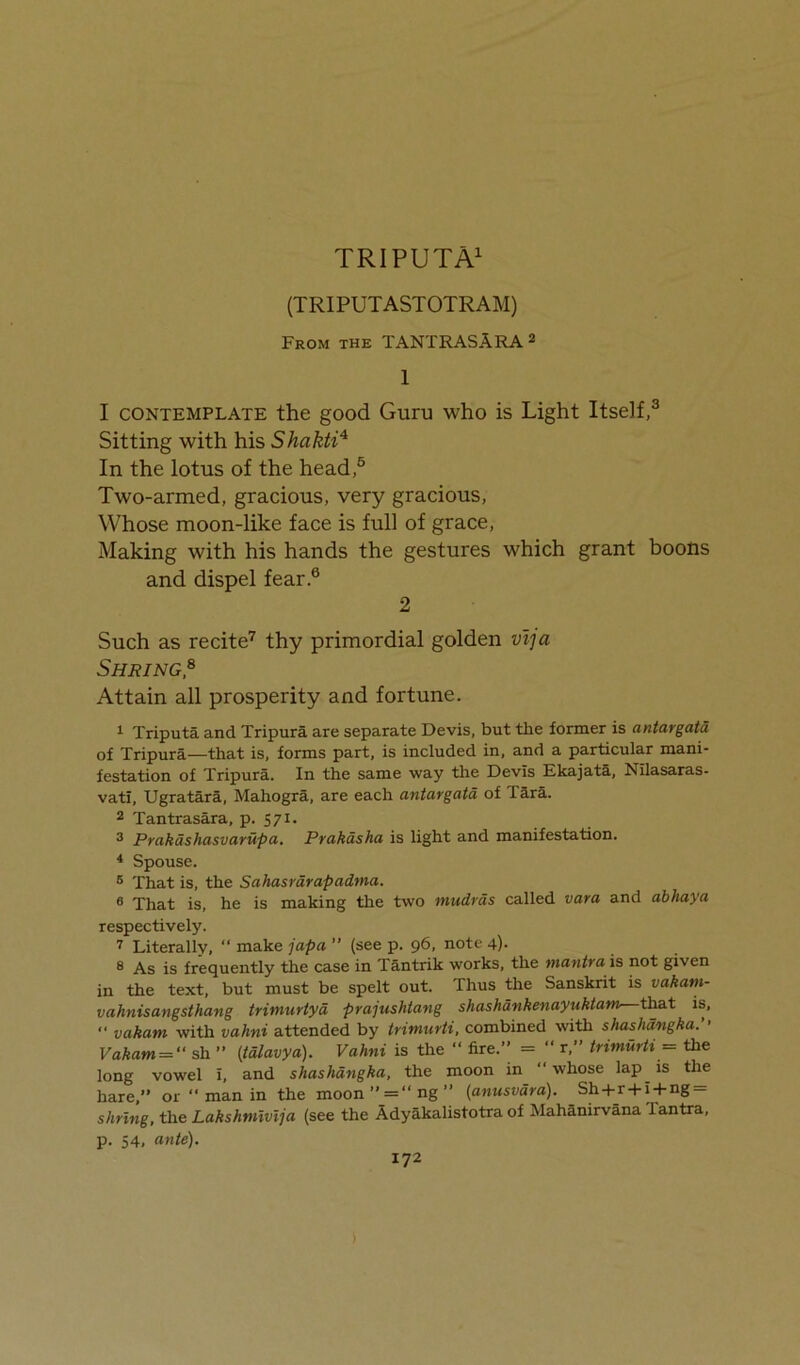 TRIPUTĀ¹
(TRIPUTASTOTRAM)
From the TANTRASĀRA ²
1
I contemplate the good Guru who is Light Itself,³
Sitting with his Shakti⁴
In the lotus of the head,⁵
Two-armed, gracious, very gracious,
Whose moon-like face is full of grace,
Making with his hands the gestures which grant boons
and dispel fear.⁶
2
Such as recite⁷ thy primordial golden vīja
Shring,⁸
Attain all prosperity and fortune.
¹ Triputā and Tripurā are separate Devis, but the former is antargatā
of Tripurā—that is, forms part, is included in, and a particular mani-
festation of Tripurā. In the same way the Devīs Ekajatā, Nīlasaras-
vatī, Ugratārā, Mahogrā, are each antargatā of Tārā.
² Tantrasāra, p. 571.
³ Prakāshasvarūpa. Prakāsha is light and manifestation.
⁴ Spouse.
⁵ That is, the Sahasrārapadma.
⁶ That is, he is making the two mudrās called vara and abhaya
respectively.
⁷ Literally, “ make japa ” (see p. 96, note 4).
⁸ As is frequently the case in Tāntrik works, the mantra is not given
in the text, but must be spelt out. Thus the Sanskrit is vakam-
vahnisangsthang trimurtyā prajushtang shashānkenayuktam—that is,
“ vakam with vahni attended by trimurti, combined with shashāngka.’’
Vakam=“ sh ” (tālavya). Vahni is the “ fire.” = “ r,” trimūrti = the
long vowel ī, and shashāngka, the moon in “ whose lap is the
hare,” or “ man in the moon ” =“ ng ” (anusvāra). Sh+r+ī+ng=
shrīng, the Lakshmīvīja (see the Ādyākalistotra of Mahānirvāna Tantra,
p. 54, ante).
172